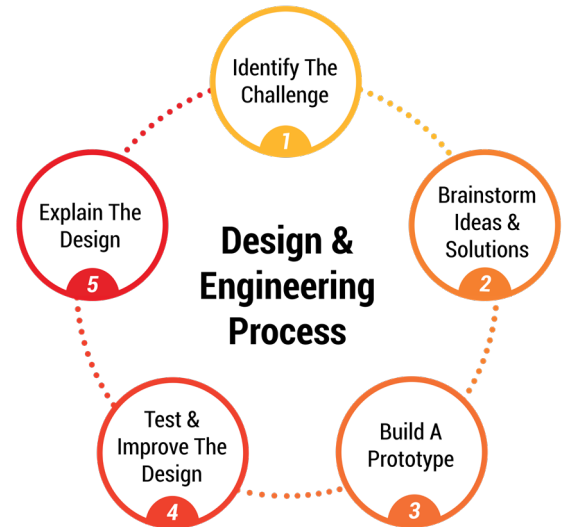 Identify The
Challenge
1
Brainstorm
Ideas &
Solutions
2
Build A
Prototype
3
Test &
Improve The
Design
4
Explain The
Design
5
Design &
Engineering
Process